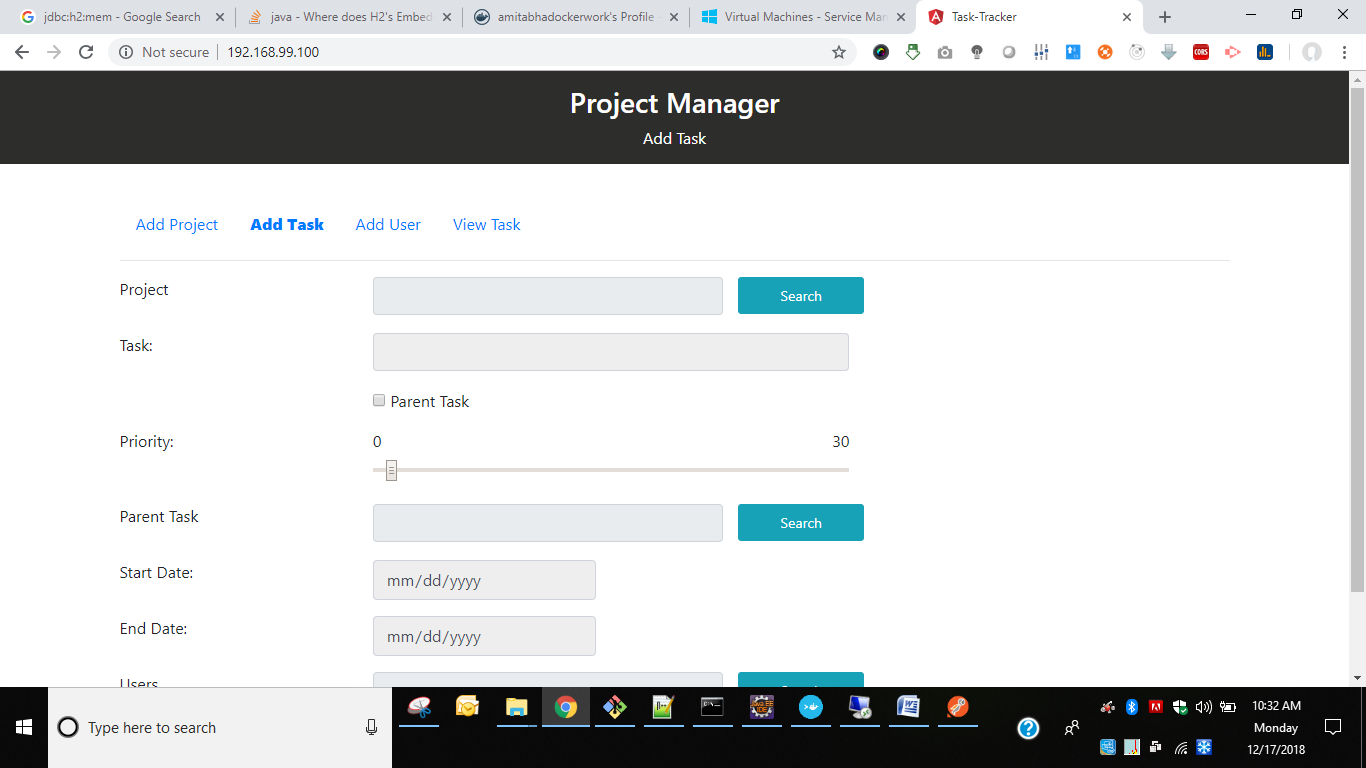 jdbc:h2:mem - Google Search
java - Where does H2's Embed
amitabhadockerwork's Profile -
Virtual Machines - Service Man
Task-Tracker
Not secure
192.168.99.100
CORS
Project Manager
Add Task
Add Project
Add Task
Add User
View Task
Project
Search
Task:
Parent Task
Priority:
0
30
Parent Task
Search
Start Date:
mm/dd/yyyy
End Date:
mm/dd/yyyy
Users
Type here to search
10:32 AM
Monday
12/17/2018